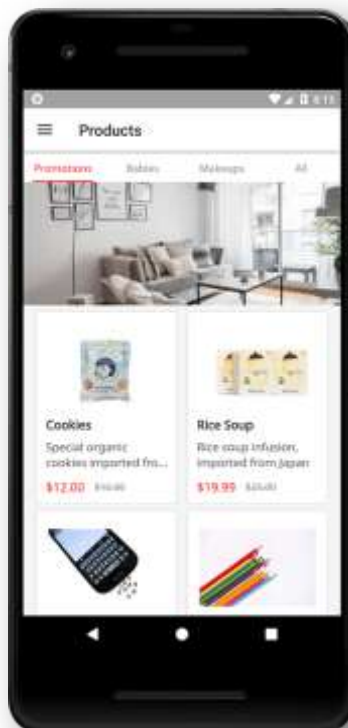 Products
Promotions Babies Makeups All
Cookies
Special organic
cookies imported fro...
$12.00
Rice Soup
Rice soup infusion,
imported from Japan
$19.99